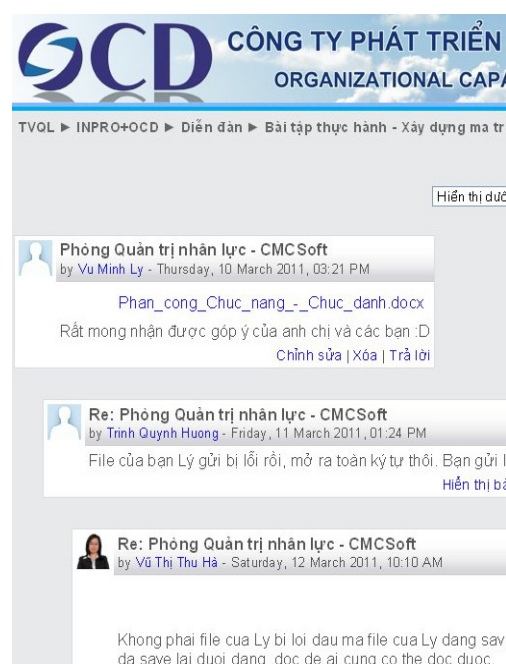 OCD
CÔNG TY PHÁT TRIỂN
ORGANIZATIONAL
TVQL ► INPRO+OCD ► Diễn đàn ► Bài tập thực hành - Xây dựng ma
Hiển thị
Phòng Quản trị nhân lực - CMCSoft
by Vu Minh Ly - Thursday, 10 March 2011, 03:21 PM
Phan_cong_Chuc_nang_-_Chuc_danh.docx
Rất mong nhận được góp ý của anh chị và các bạn :D
Chỉnh sửa | Xóa | Trả lời
Re: Phòng Quản trị nhân lực - CMCSoft
by Trinh Quynh Huong - Friday, 11 March 2011, 01:24 PM
File của bạn Lý gửi bị lỗi rồi, mở ra toàn ký tự thôi. Bạn gửi
Hiển thị
Re: Phòng Quản trị nhân lực - CMCSoft
by Vũ Thị Thu Hà - Saturday, 12 March 2011, 10:10 AM
Khong phai file cua Ly bi loi dau ma file cua Ly dang
da save lai duoi dang .doc de ai cung co the doc duoc